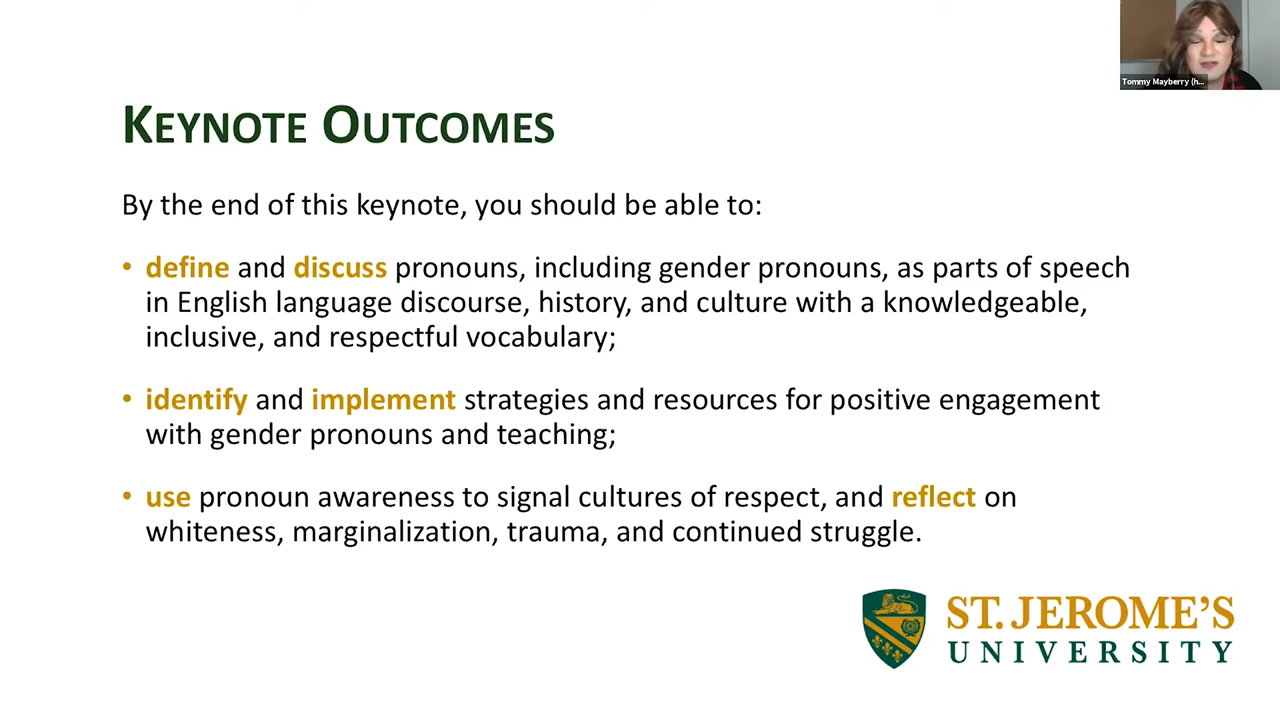 Tommy Mayberry (h...
KEYNOTE OUTCOMES
By the end of this keynote, you should be able to:
• define and discuss pronouns, including gender pronouns, as parts of speech
in English language discourse, history, and culture with a knowledgeable,
inclusive, and respectful vocabulary;
• identify and implement strategies and resources for positive engagement
with gender pronouns and teaching;
• use pronoun awareness to signal cultures of respect, and reflect on
whiteness, marginalization, trauma, and continued struggle.
ST. JEROME'S
UNIVERSITY